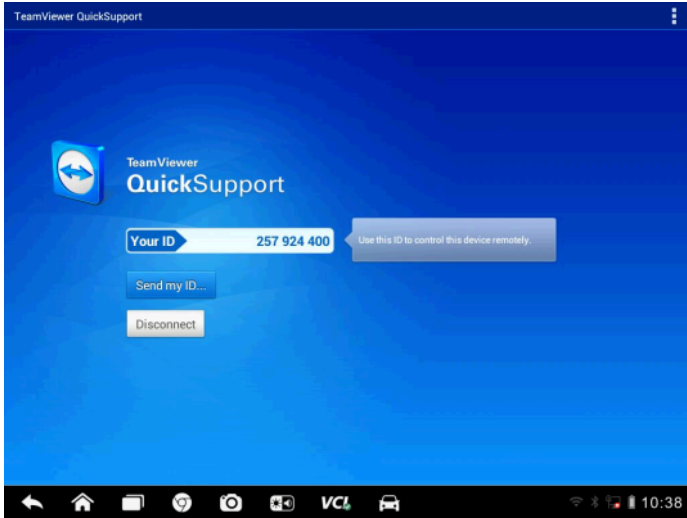 TeamViewer QuickSupport
TeamViewer
QuickSupport
Your ID 257 924 400
Use this ID to control this device remotely.
Send my ID...
Disconnect
VCI
10:38